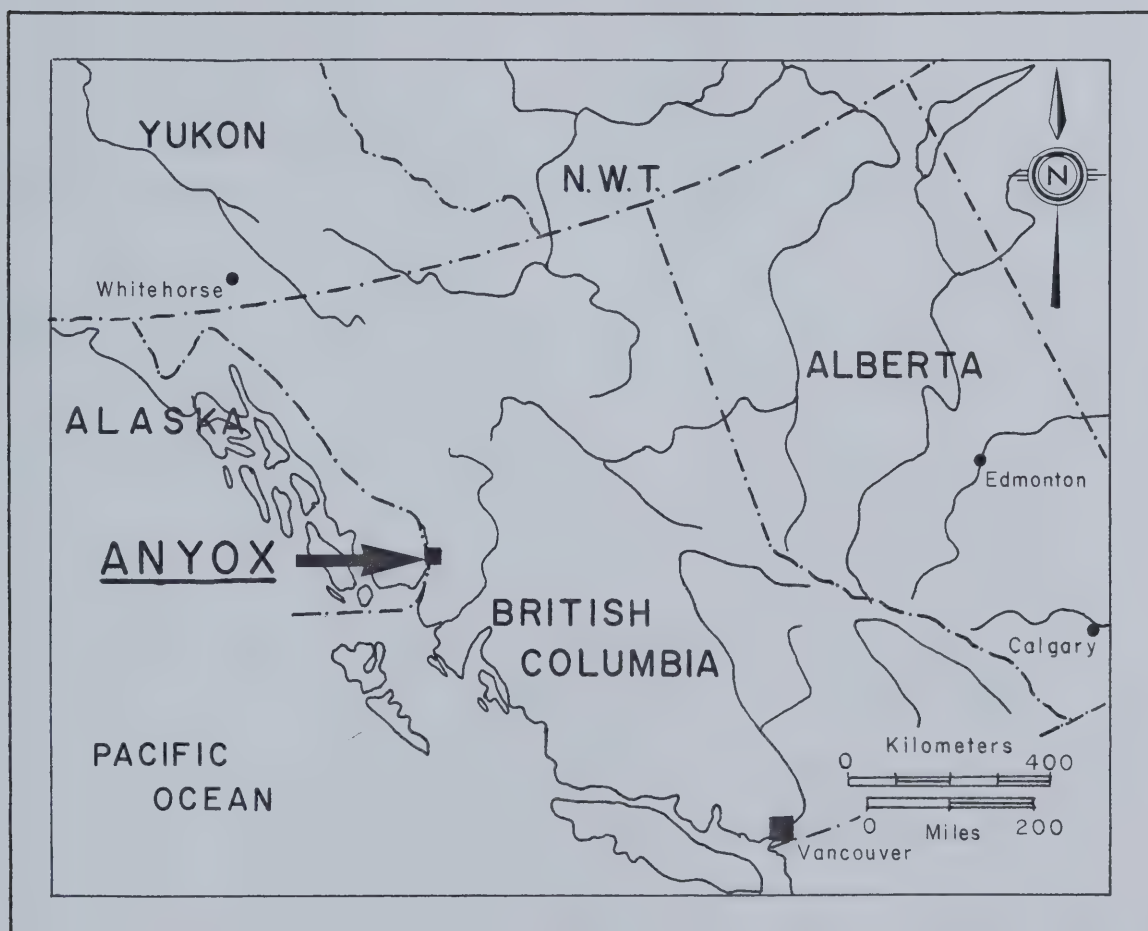 YUKON
N.W.T.
N
Whitehorse
ALASKA
ALBERTA
Edmonton
ANYOX
BRITISH
COLUMBIA
Calgary
PACIFIC
OCEAN
Kilometers
0 400
0 200
Miles
Vancouver